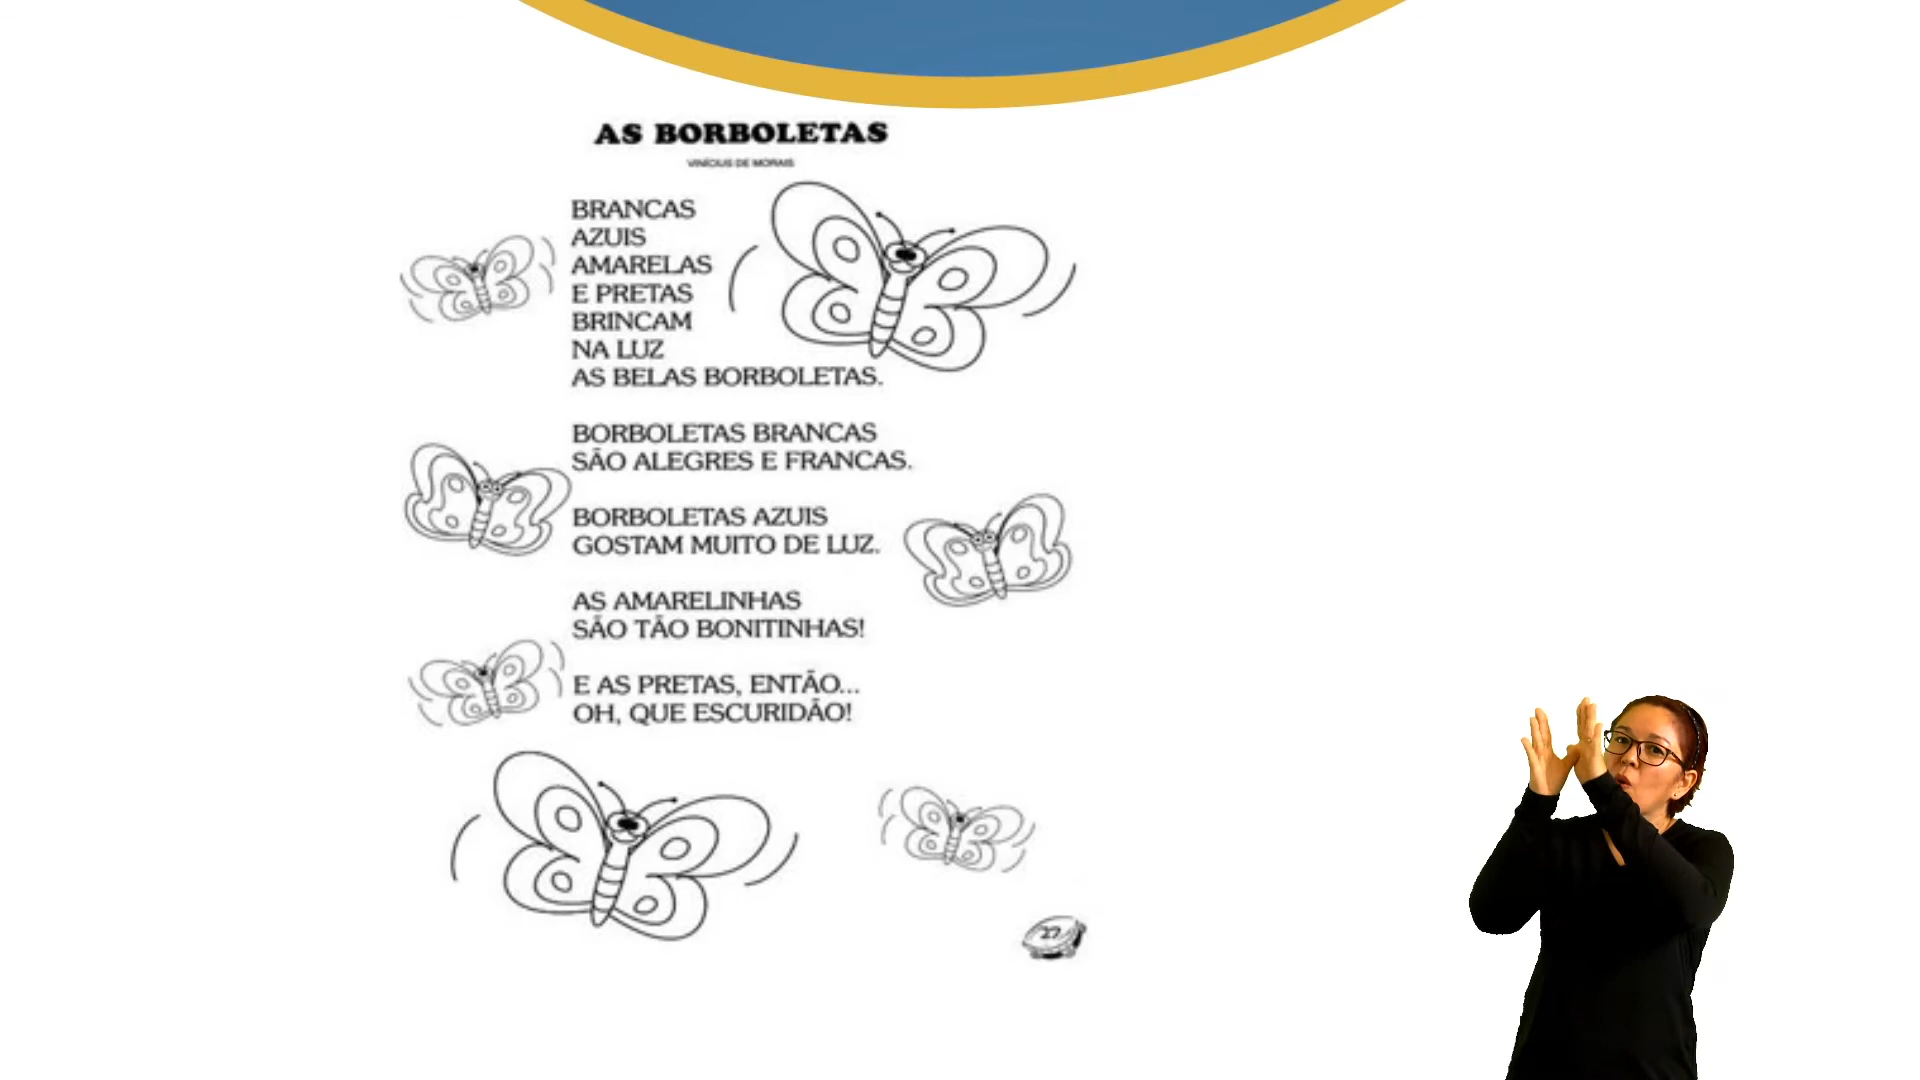 AS BORBOLETAS
VINÍCIUS DE MORAIS
BRANCAS
AZUIS
AMARELAS
E PRETAS
BRINCAM
NA LUZ
AS BELAS BORBOLETAS.
BORBOLETAS BRANCAS
SÃO ALEGRES E FRANCAS.
BORBOLETAS AZUIS
GOSTAM MUITO DE LUZ.
AS AMARELINHAS
SÃO TÃO BONITINHAS!
E AS PRETAS, ENTÃO...
OH, QUE ESCURIDÃO!
27